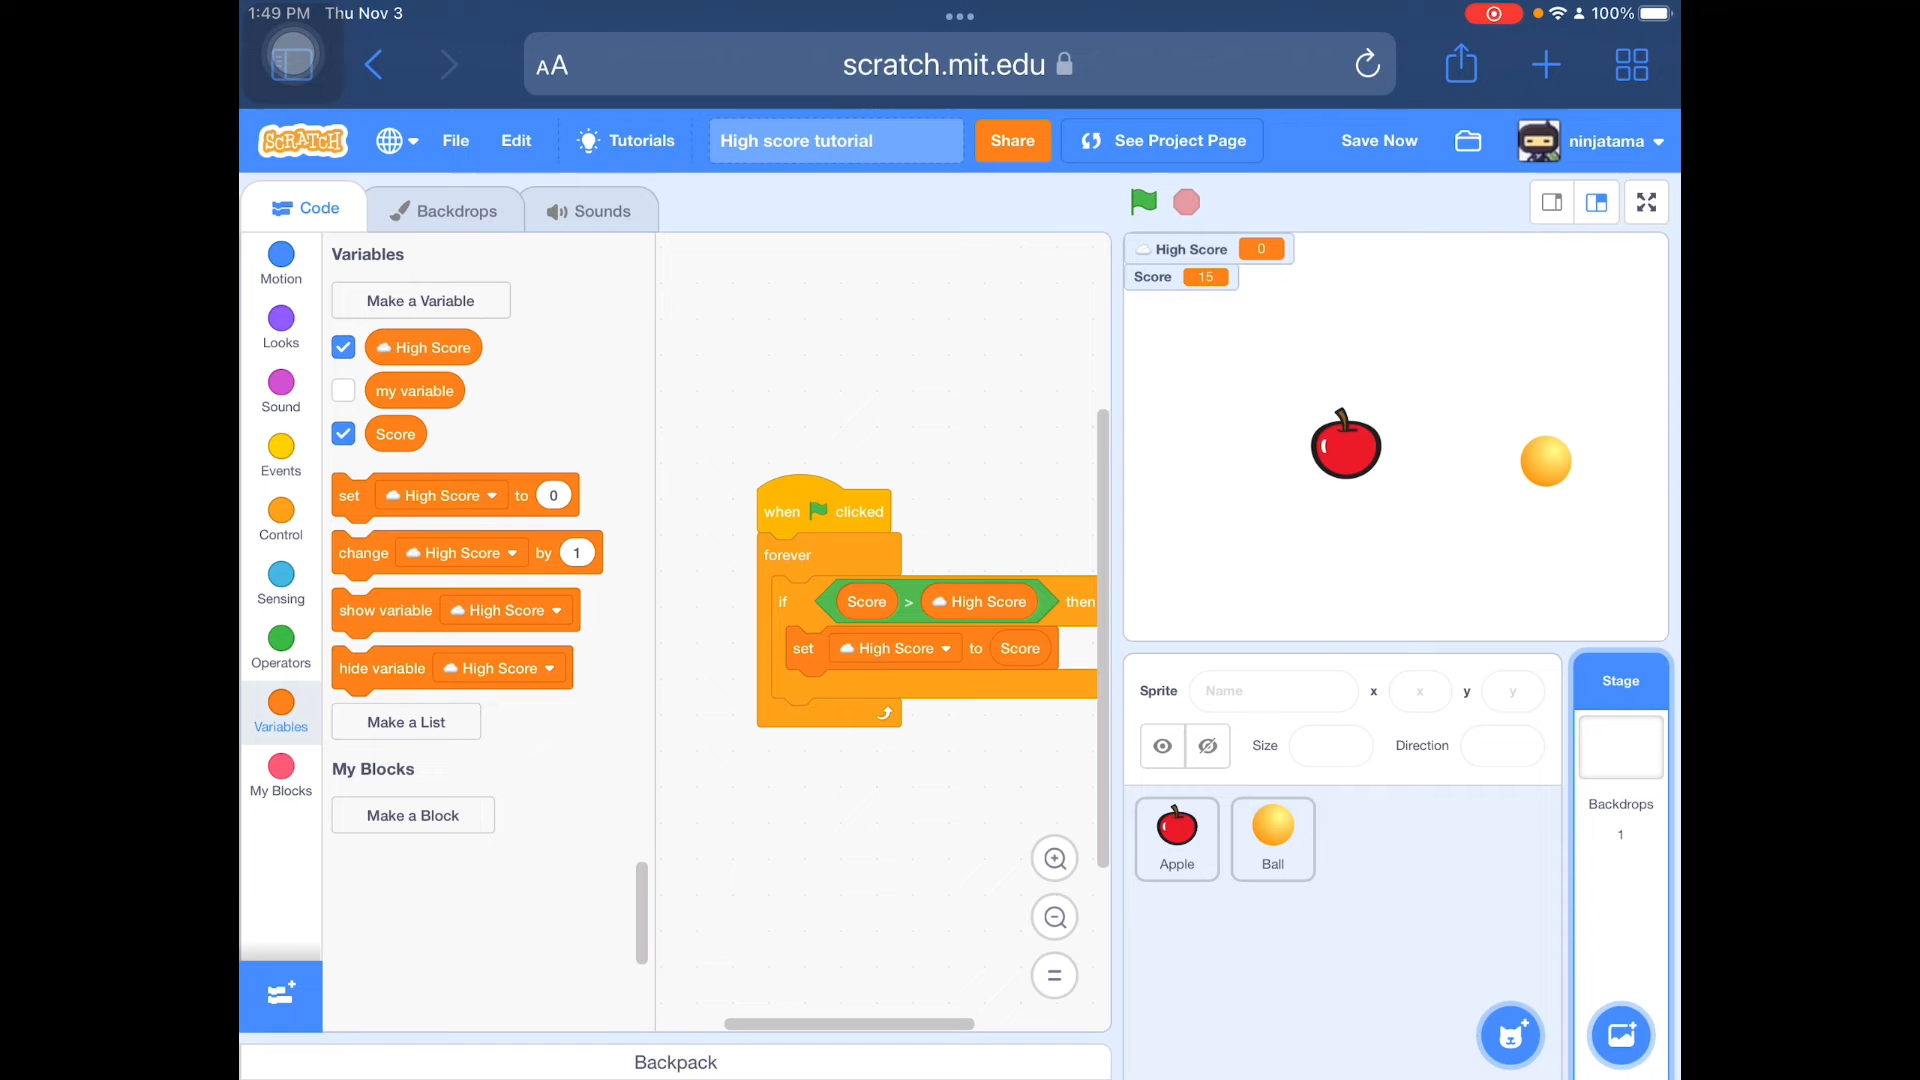 1:49 PM Thu Nov 3
100%
AA
scratch.mit.edu
SCRATCH
File
Edit
Tutorials
High score tutorial
Share
See Project Page
Save Now
ninjatama
Code
Backdrops
Sounds
Motion
Looks
Sound
Events
Control
Sensing
Operators
Variables
My Blocks
Variables
Make a Variable
High Score
my variable
Score
set High Score to 0
change High Score by 1
show variable High Score
hide variable High Score
Make a List
My Blocks
Make a Block
when clicked
forever
if Score > High Score then
set High Score to Score
Backpack
High Score 0
Score 15
Sprite Name x x y y
Size Direction
Apple
Ball
Stage
Backdrops
1